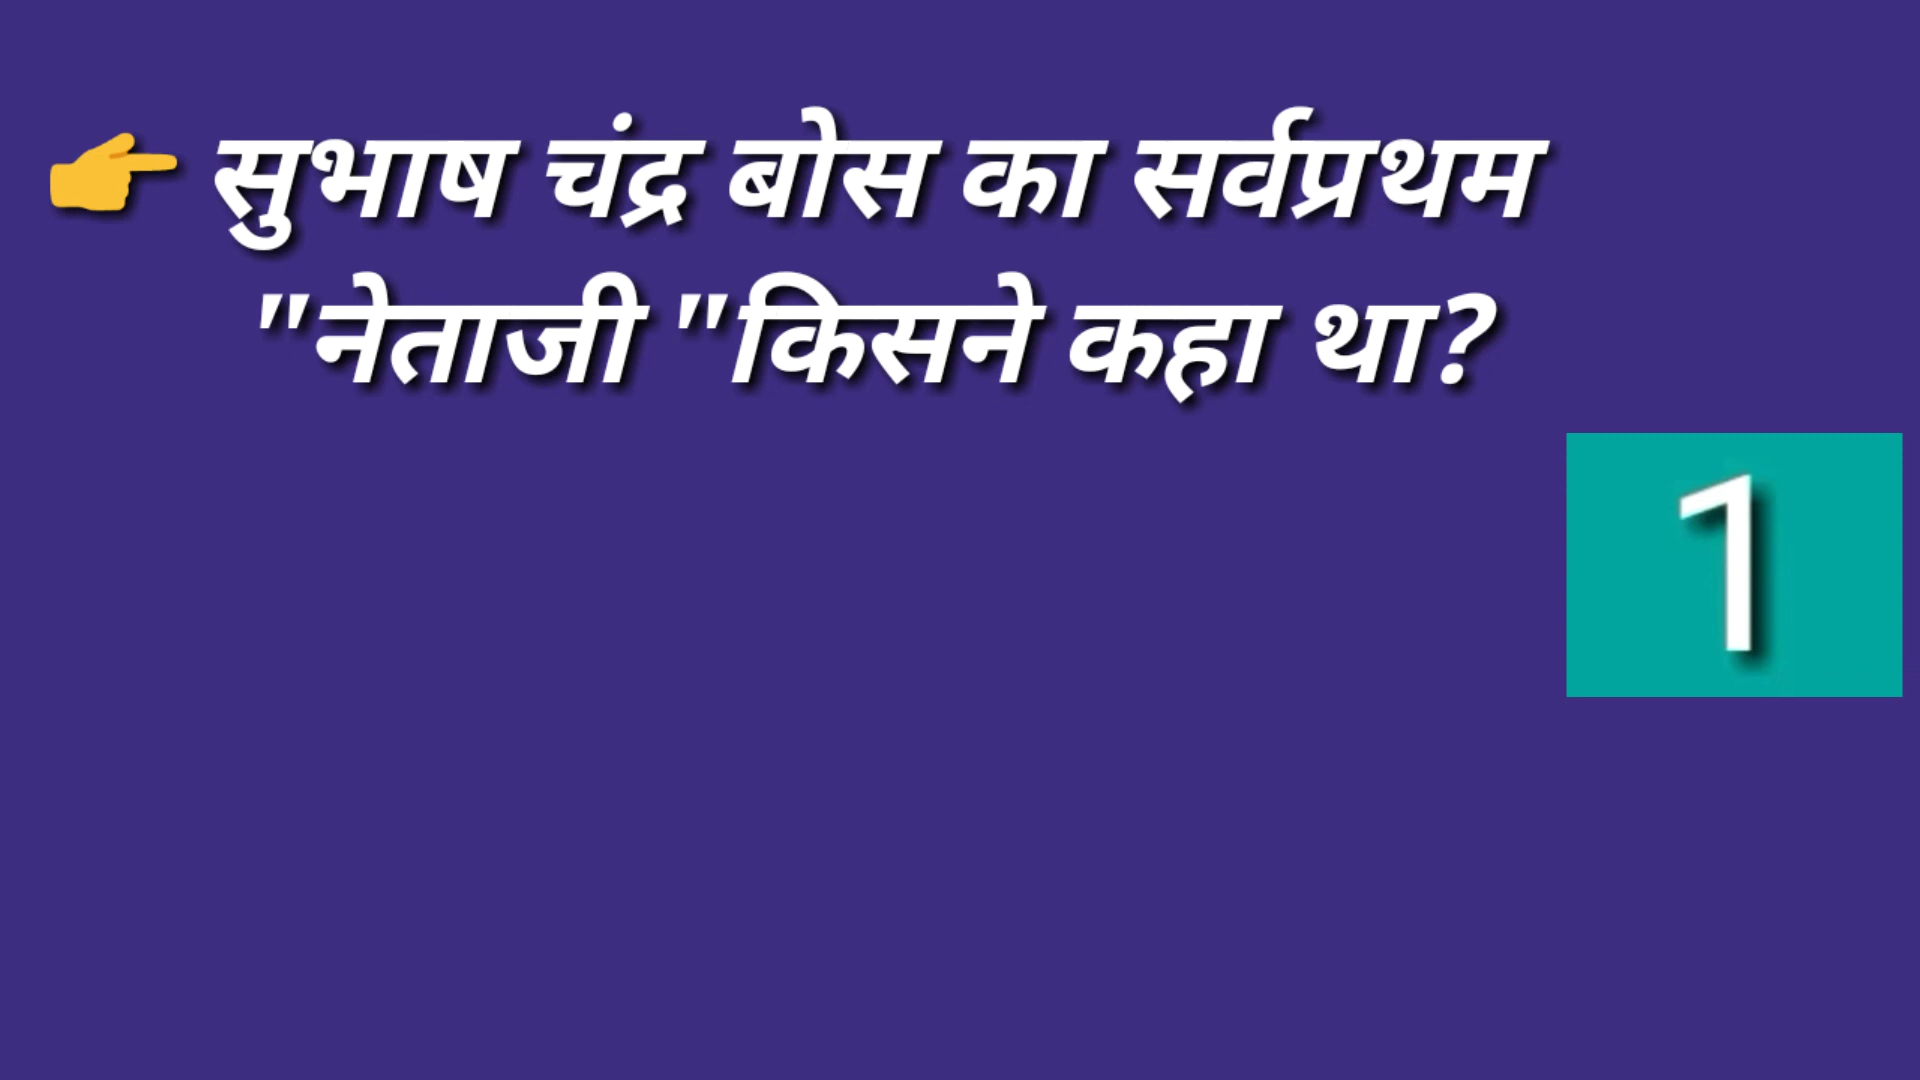 👉 सुभाष चंद्र बोस का सर्वप्रथम
"नेताजी "किसने कहा था?
1